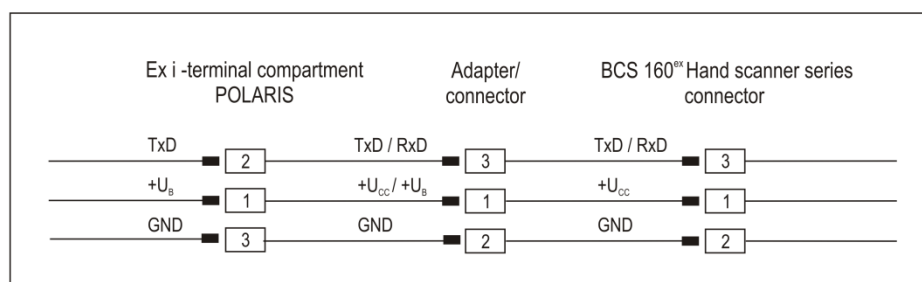 Ex i -terminal compartment
POLARIS
Adapter/
connector
BCS 160ex Hand scanner series
connector
TxD 2 TxD / RxD 3 TxD / RxD 3
+UB 1 +UCC / +UB 1 +UCC 1
GND 3 GND 2 GND 2